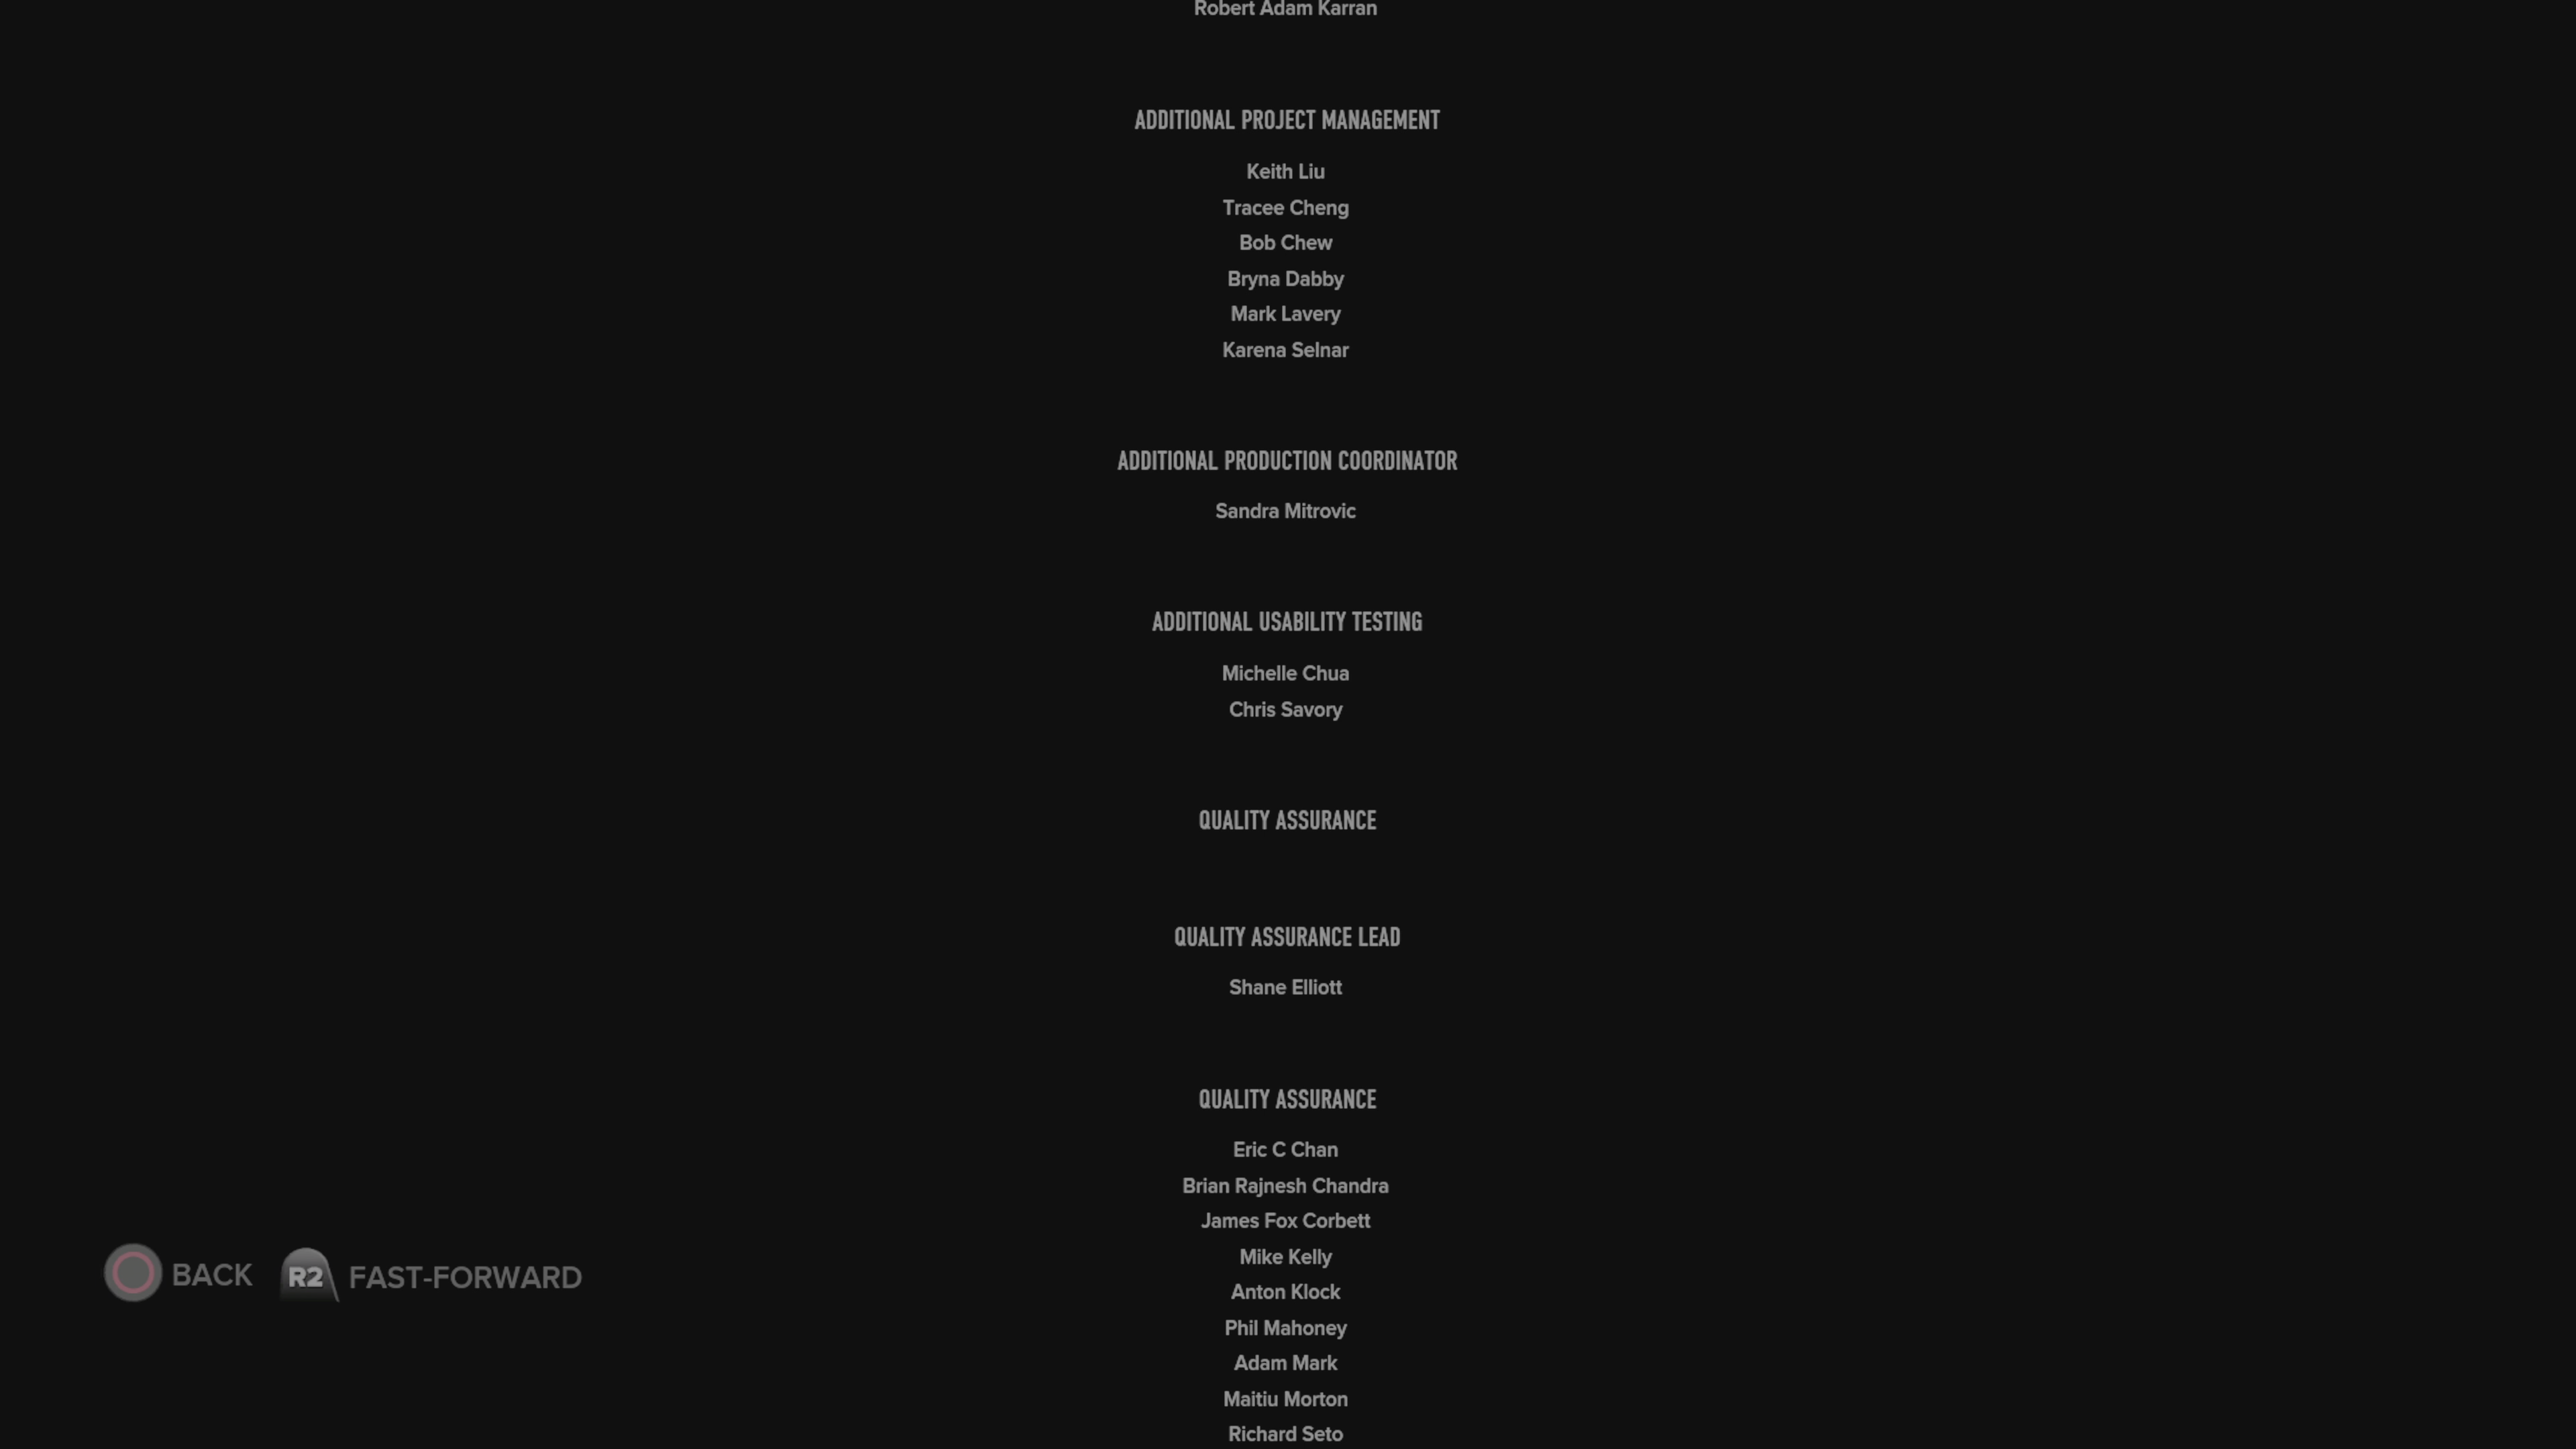 Robert Adam Karran
ADDITIONAL PROJECT MANAGEMENT
Keith Liu
Tracee Cheng
Bob Chew
Bryna Dabby
Mark Lavery
Karena Selnar
ADDITIONAL PRODUCTION COORDINATOR
Sandra Mitrovic
ADDITIONAL USABILITY TESTING
Michelle Chua
Chris Savory
QUALITY ASSURANCE
QUALITY ASSURANCE LEAD
Shane Elliott
QUALITY ASSURANCE
Eric C Chan
Brian Rajnesh Chandra
James Fox Corbett
Mike Kelly
Anton Klock
Phil Mahoney
Adam Mark
Maitiu Morton
Richard Seto
BACK R2 FAST-FORWARD